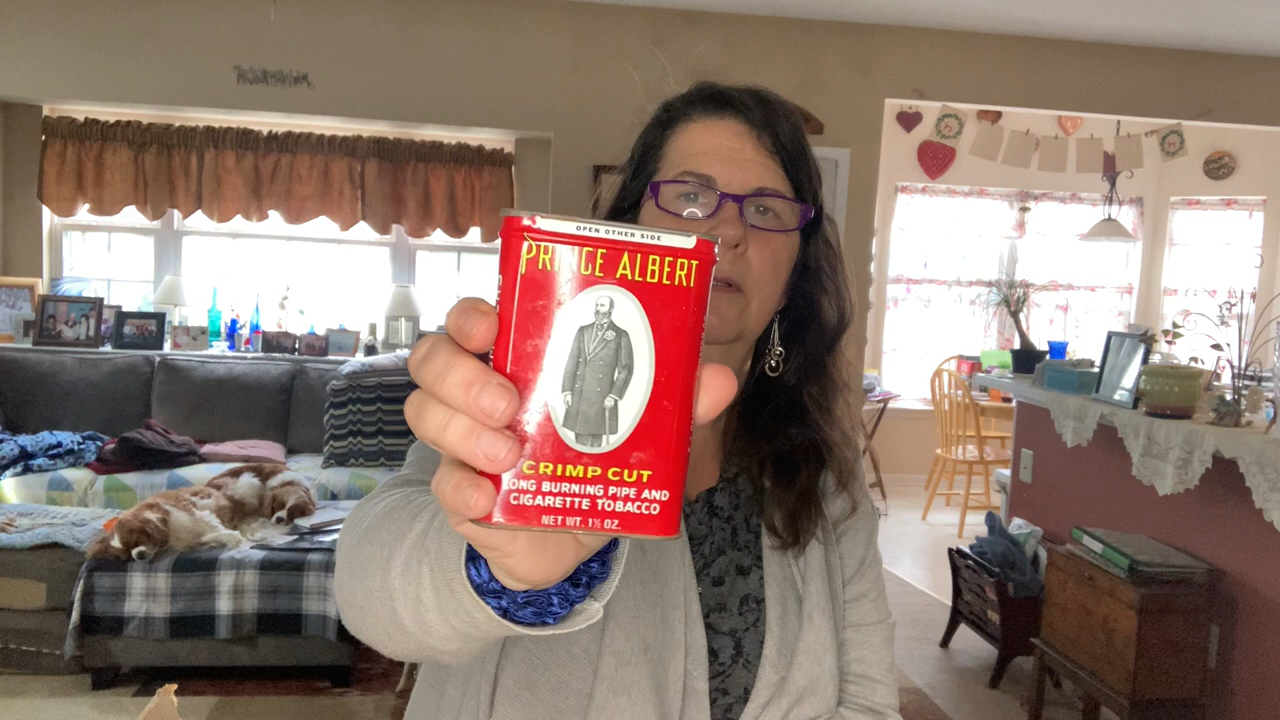 OPEN OTHER SIDE
PRINCE ALBERT
CRIMP CUT
LONG BURNING PIPE AND
CIGARETTE TOBACCO
NET WT. 1½ OZ.